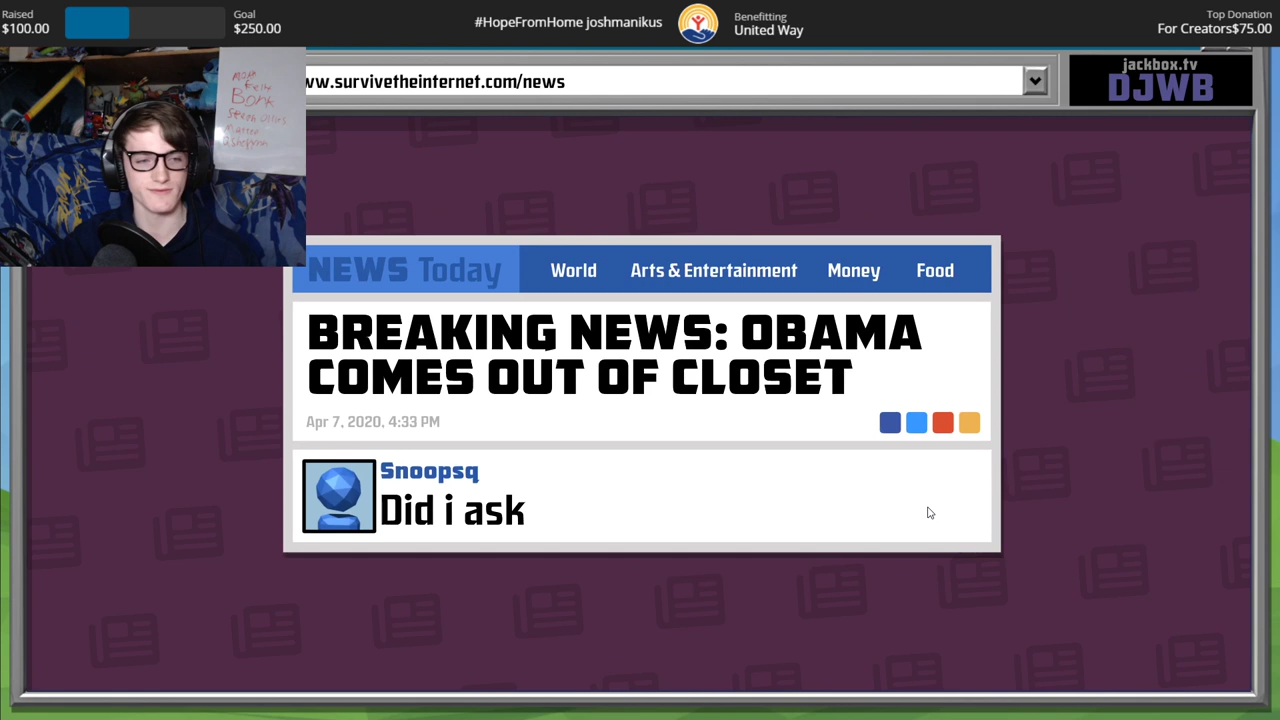 Raised
$100.00
Goal
$250.00
#HopeFromHome joshmanikus
Benefitting
United Way
Top Donation
For Creators$75.00
ww.survivetheinternet.com/news
jackbox.tv
DJWB
Bork
NEWS Today
World
Arts & Entertainment
Money
Food
BREAKING NEWS: OBAMA
COMES OUT OF CLOSET
Apr 7, 2020, 4:33 PM
Snoopsq
Did i ask